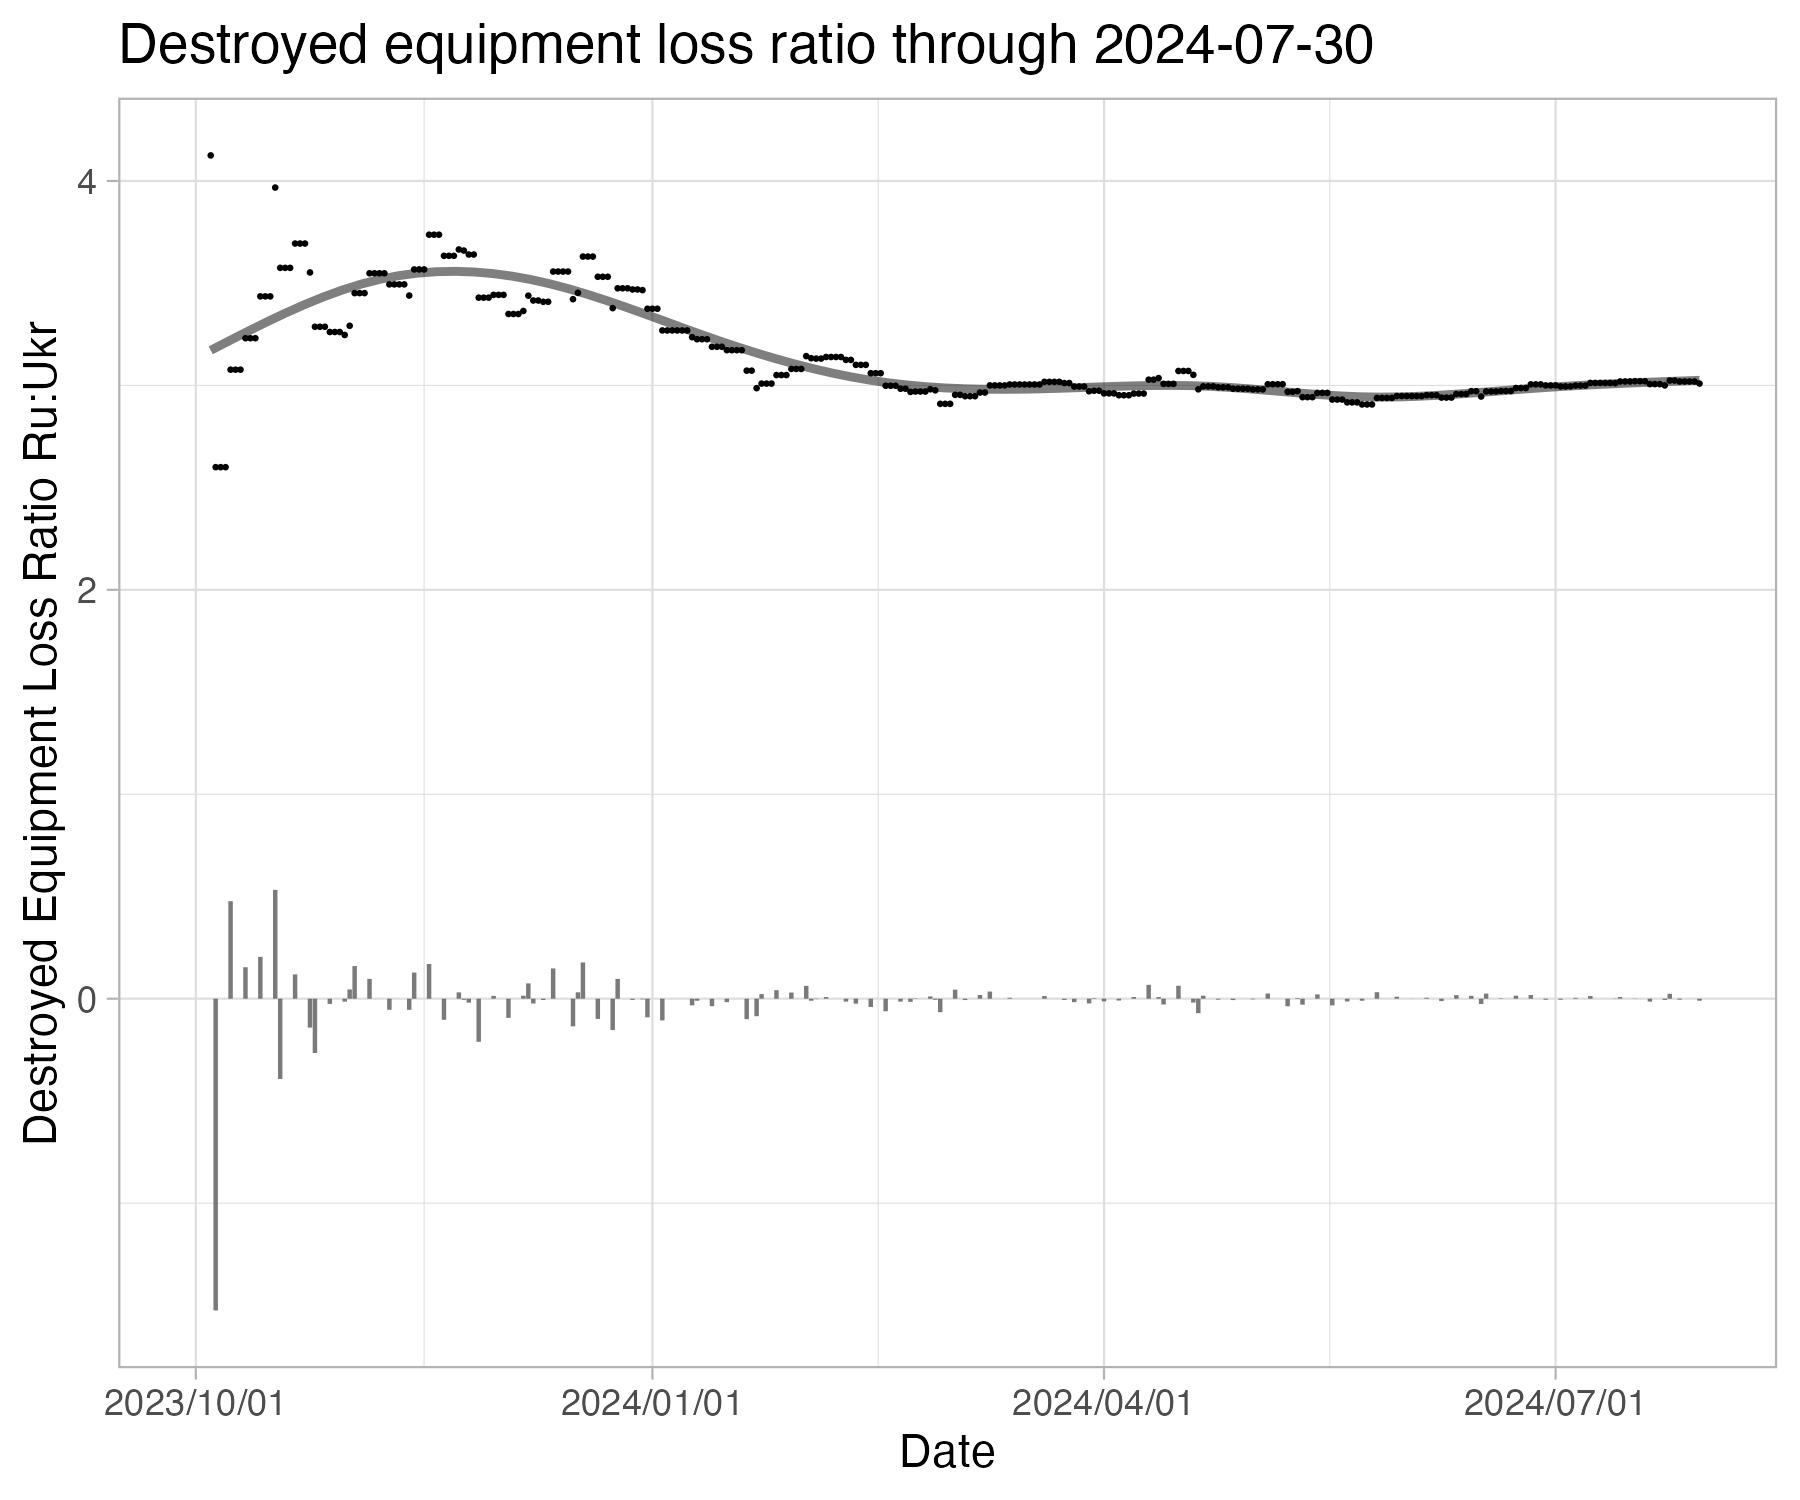 Destroyed equipment loss ratio through 2024-07-30
Destroyed Equipment Loss Ratio Ru:Ukr
4
2
0
2023/10/01
2024/01/01
2024/04/01
2024/07/01
Date